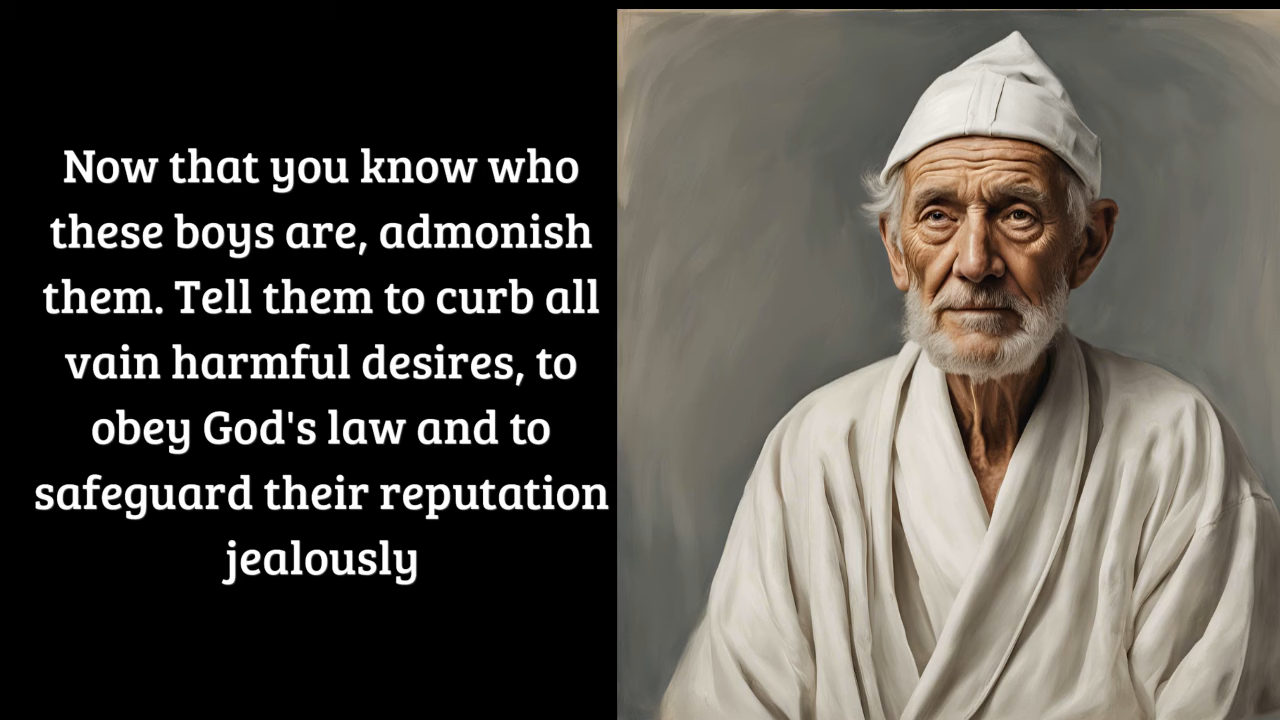 Now that you know who
these boys are, admonish
them. Tell them to curb all
vain harmful desires, to
obey God's law and to
safeguard their reputation
jealously